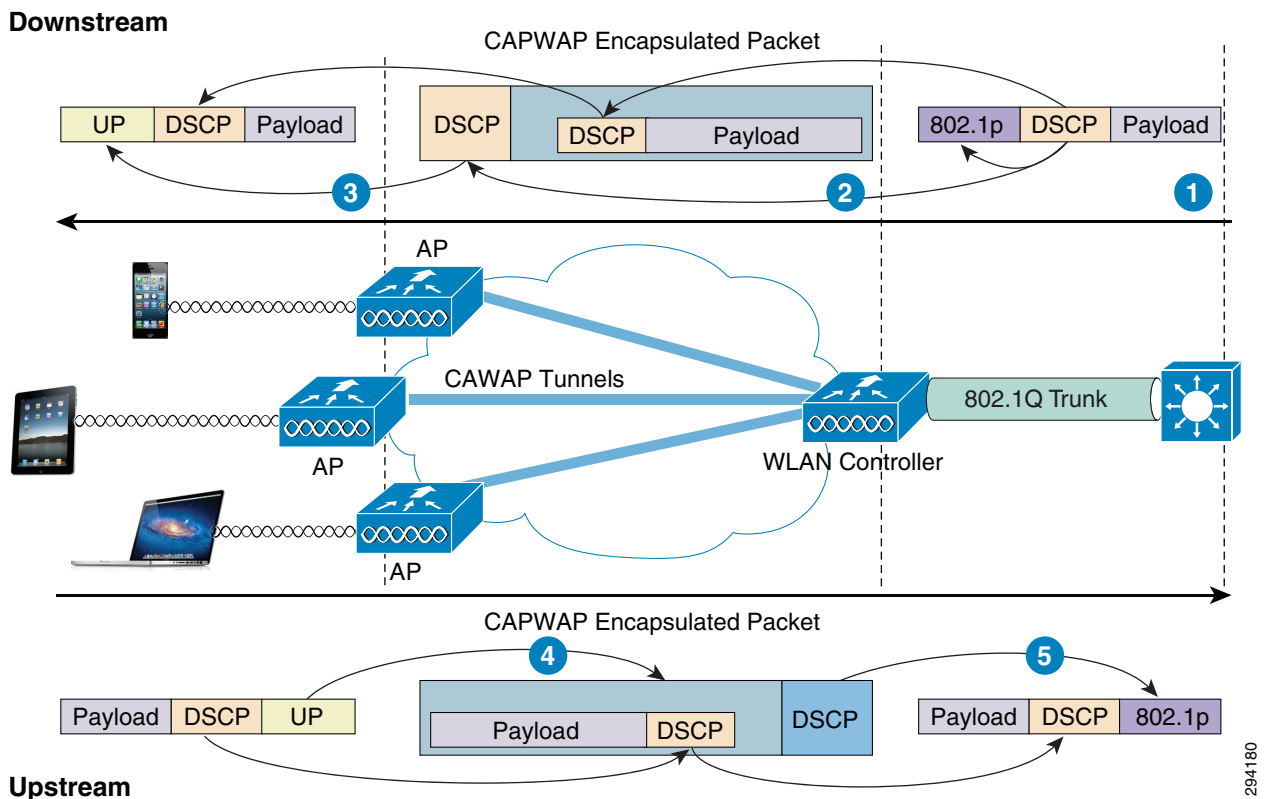 Downstream
CAPWAP Encapsulated Packet
UP DSCP Payload
DSCP DSCP Payload
802.1p DSCP Payload
3 2 1
AP
CAWAP Tunnels
802.1Q Trunk
AP
WLAN Controller
AP
CAPWAP Encapsulated Packet
4 5
Payload DSCP UP
Payload DSCP DSCP
Payload DSCP 802.1p
Upstream
294180